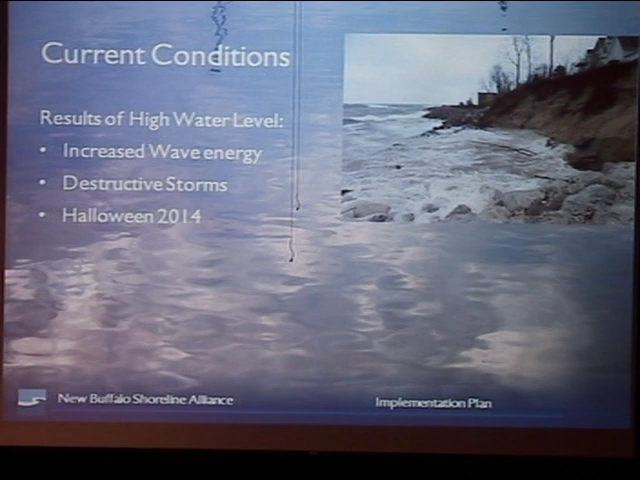 Current Conditions
Results of High Water Level:
• Increased Wave energy
• Destructive Storms
• Halloween 2014
New Buffalo Shoreline Alliance
Implementation Plan